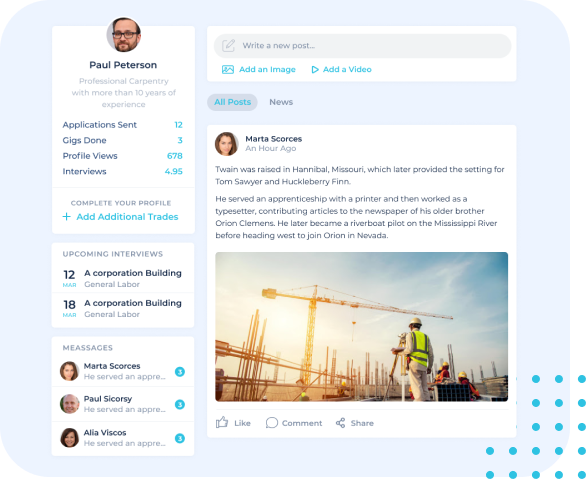 Paul Peterson
Professional Carpentry
with more than 10 years of
experience
Applications Sent 12
Gigs Done 3
Profile Views 678
Interviews 4.95
COMPLETE YOUR PROFILE
+ Add Additional Trades
UPCOMING INTERVIEWS
12 A corporation Building
MAR General Labor
18 A corporation Building
MAR General Labor
MEASSAGES
Marta Scorces
He served an appre... 3
Paul Sicorsy
He served an appre... 3
Alia Viscos
He served an appre... 3
Write a new post...
Add an Image Add a Video
All Posts News
Marta Scorces
An Hour Ago
Twain was raised in Hannibal, Missouri, which later provided the setting for
Tom Sawyer and Huckleberry Finn.
He served an apprenticeship with a printer and then worked as a
typesetter, contributing articles to the newspaper of his older brother
Orion Clemens. He later became a riverboat pilot on the Mississippi River
before heading west to join Orion in Nevada.
Like Comment Share